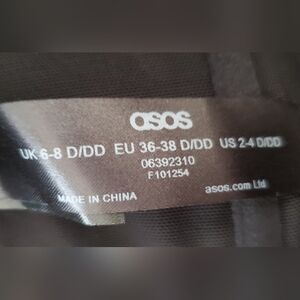 asos
UK 6-8 D/DD EU 36-38 D/DD US 2-4 D/DD
06392310
F101254
MADE IN CHINA asos.com Ltd